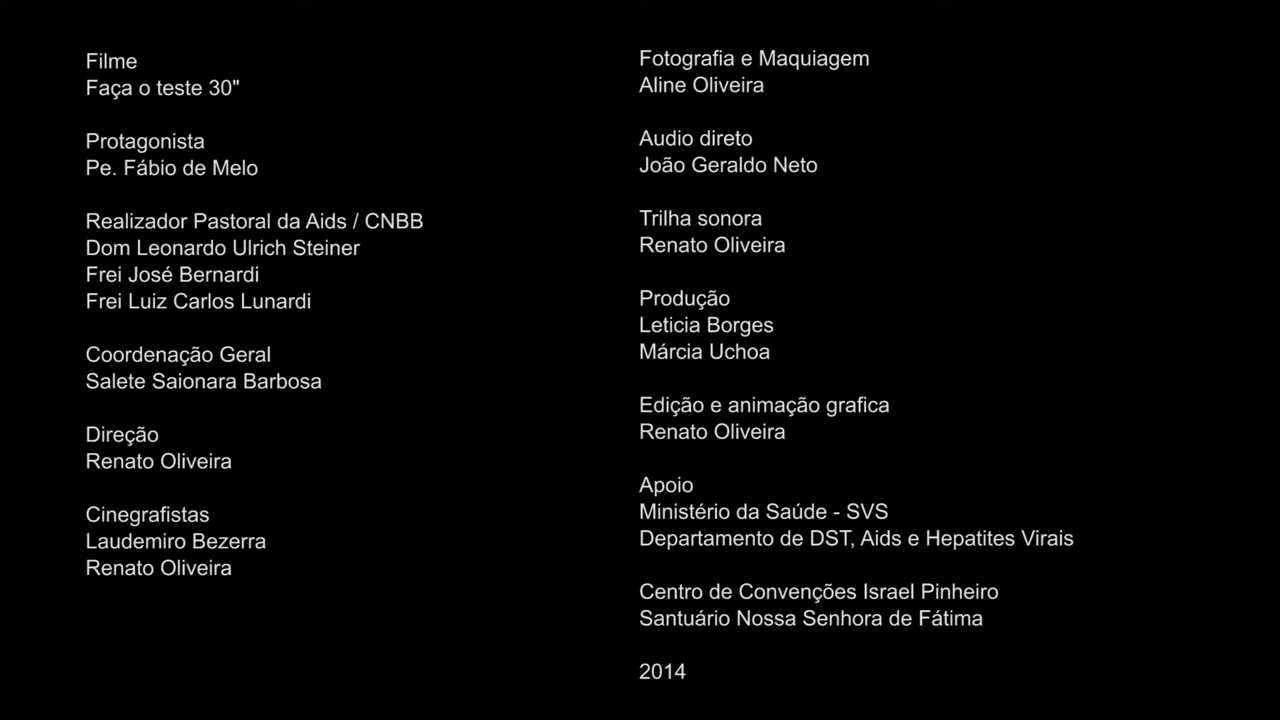 Filme
Faça o teste 30"
Protagonista
Pe. Fábio de Melo
Realizador Pastoral da Aids / CNBB
Dom Leonardo Ulrich Steiner
Frei José Bernardi
Frei Luiz Carlos Lunardi
Coordenação Geral
Salete Saionara Barbosa
Direção
Renato Oliveira
Cinegrafistas
Laudemiro Bezerra
Renato Oliveira
Fotografia e Maquiagem
Aline Oliveira
Audio direto
João Geraldo Neto
Trilha sonora
Renato Oliveira
Produção
Leticia Borges
Márcia Uchoa
Edição e animação grafica
Renato Oliveira
Apoio
Ministério da Saúde - SVS
Departamento de DST, Aids e Hepatites Virais
Centro de Convenções Israel Pinheiro
Santuário Nossa Senhora de Fátima
2014